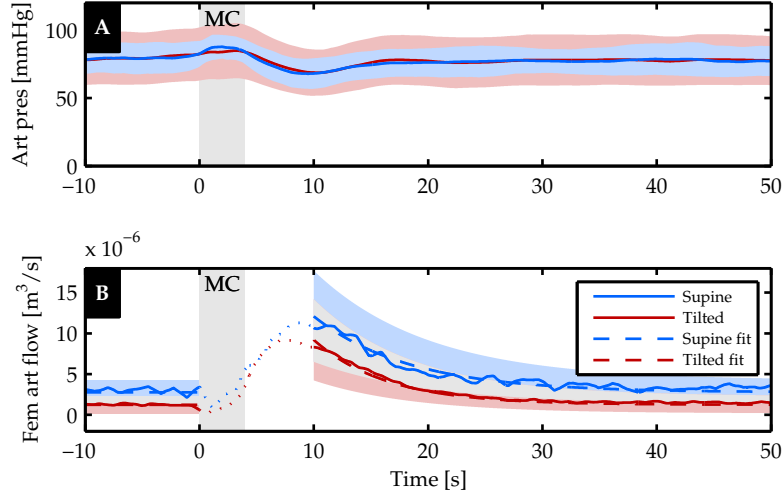 A
MC
Art pres [mmHg]
100
50
0
−10 0 10 20 30 40 50
x 10⁻⁶
B
MC
Fem art flow [m³/s]
15
10
5
0
Supine
Tilted
Supine fit
Tilted fit
−10 0 10 20 30 40 50
Time [s]